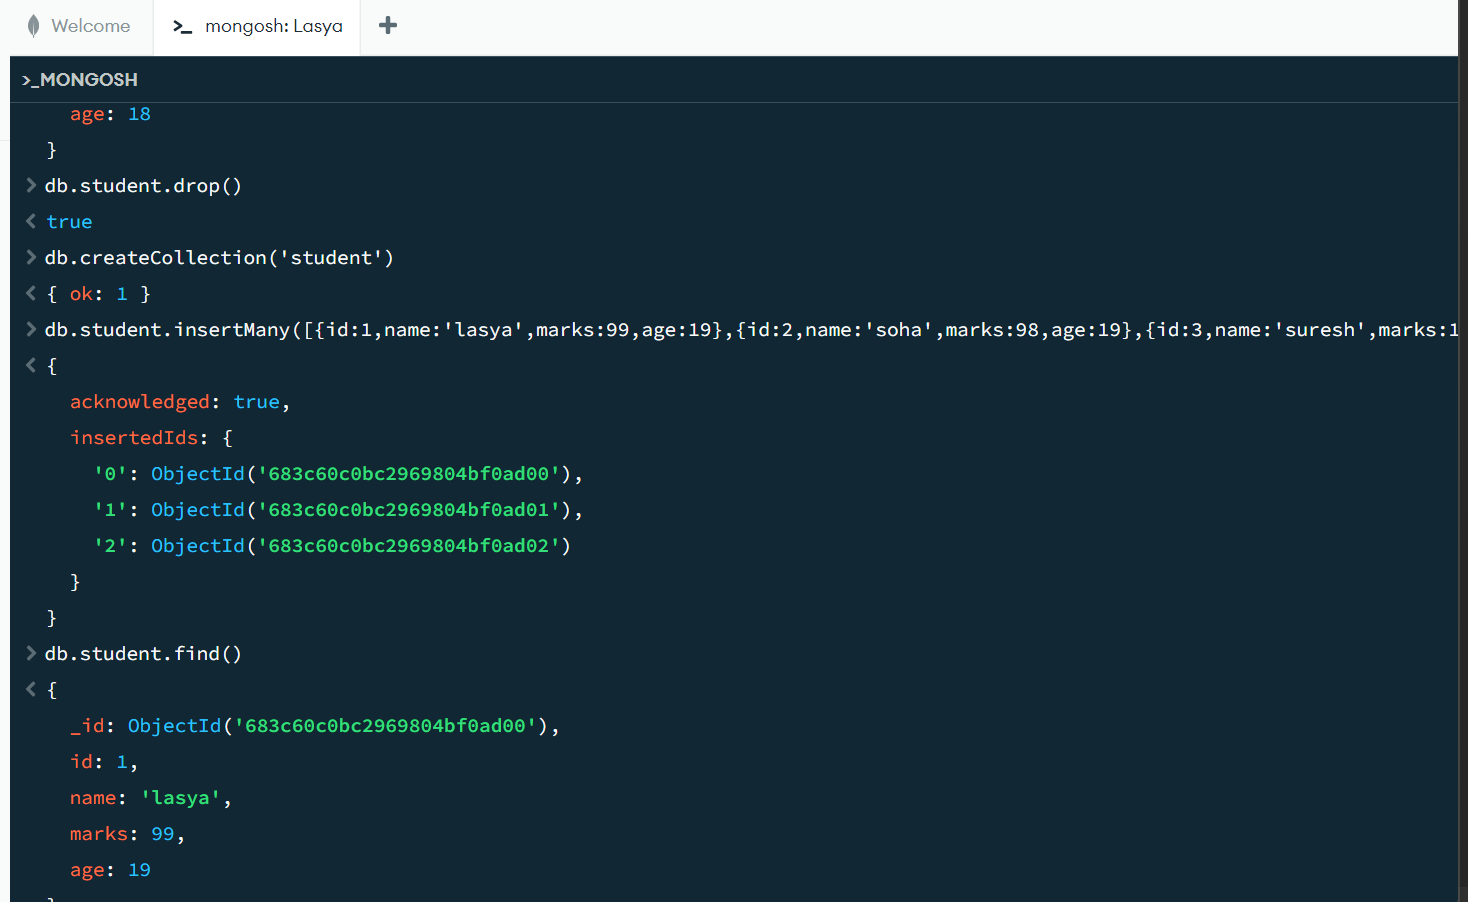 Welcome
>_ mongosh: Lasya +
>_MONGOSH
age: 18
}
> db.student.drop()
< true
> db.createCollection('student')
< { ok: 1 }
> db.student.insertMany([{id:1,name:'lasya',marks:99,age:19},{id:2,name:'soha',marks:98,age:19},{id:3,name:'suresh',marks:1
< {
acknowledged: true,
insertedIds: {
'0': ObjectId('683c60c0bc2969804bf0ad00'),
'1': ObjectId('683c60c0bc2969804bf0ad01'),
'2': ObjectId('683c60c0bc2969804bf0ad02')
}
}
> db.student.find()
< {
_id: ObjectId('683c60c0bc2969804bf0ad00'),
id: 1,
name: 'lasya',
marks: 99,
age: 19